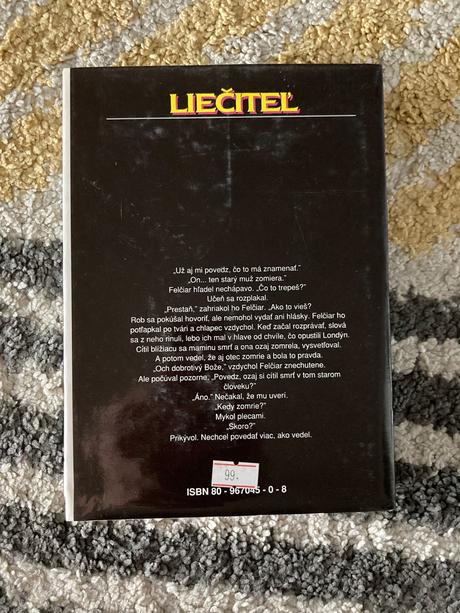 LIEČITEĽ
„Už aj mi povedz, čo to má znamenať."
„On... ten starý muž zomiera."
Felčiar hľadel nechápavo. „Čo to trepeš?"
Učeň sa rozplakal.
„Prestaň," zahriakol ho Felčiar. „Ako to vieš?
Rob sa pokúšal hovoriť, ale nemohol vydať ani hlásky. Felčiar ho
poťľapkal po tvári a chlapec vzdychol. Keď začal rozprávať, slová
sa z neho rinuli, lebo ich mal v hlave od chvíle, čo opustili Londýn.
Cítil blížiacu sa maminu smrť a ona ozaj zomrela, vysvetľoval.
A potom vedel, že aj otec zomrie a bola to pravda.
„Och dobrotivý Bože," vzdychol Felčiar znechutene.
Ale počúval pozorne. „Povedz, ozaj si cítil smrť v tom starom
človeku?"
„Áno." Nečakal, že mu uverí.
„Kedy zomrie?"
Mykol plecami.
„Skoro?"
Prikývol. Nechcel povedať viac, ako vedel.
99.-
ISBN 80 - 967045 - 0 - 8